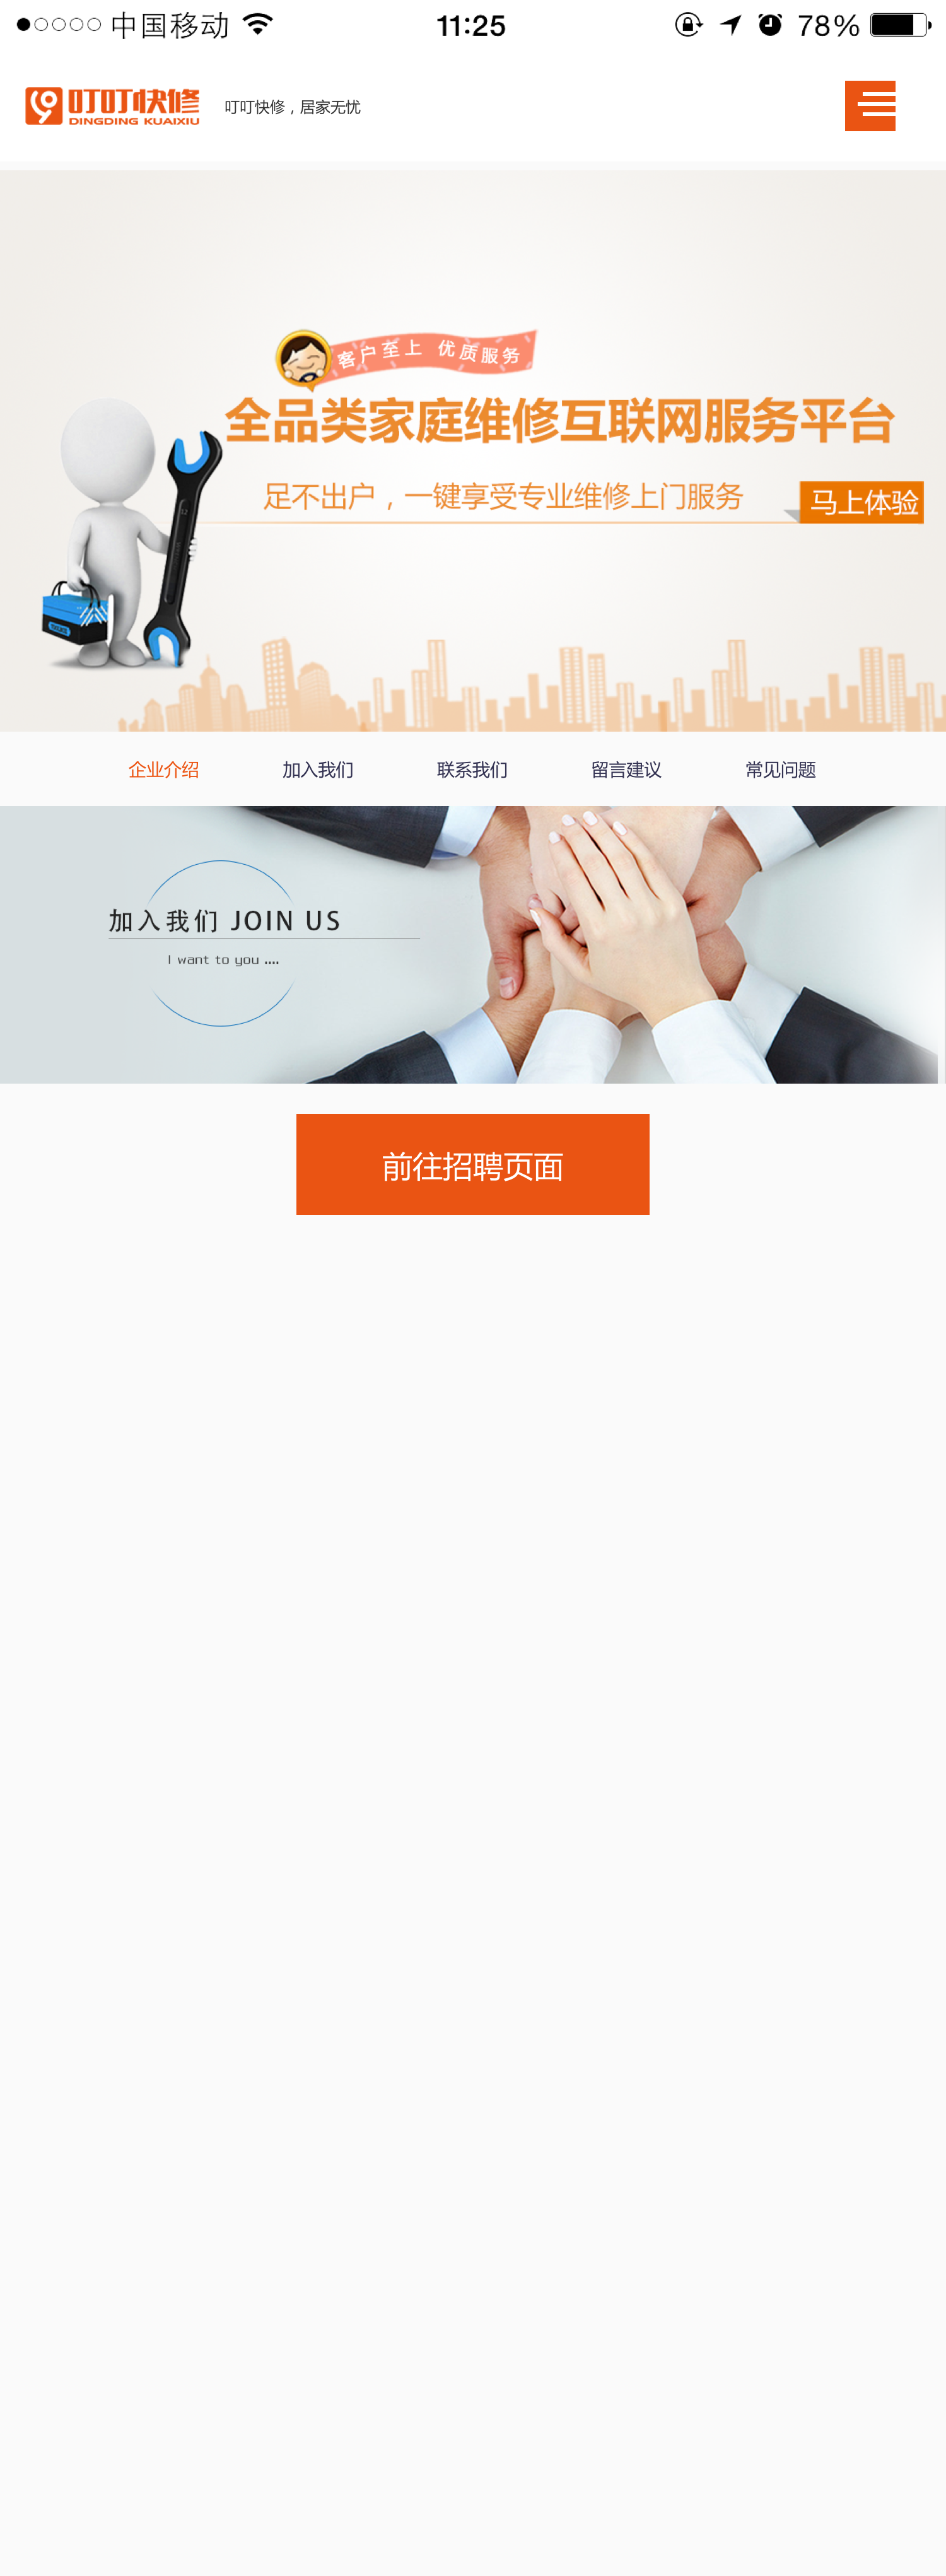 中国移动
11:25
78%
叮叮快修
DINGDING KUAIXIU
叮叮快修，居家无忧
客户至上 优质服务
全品类家庭维修互联网服务平台
足不出户，一键享受专业维修上门服务
马上体验
企业介绍
加入我们
联系我们
留言建议
常见问题
加入我们 JOIN US
I want to you ....
前往招聘页面